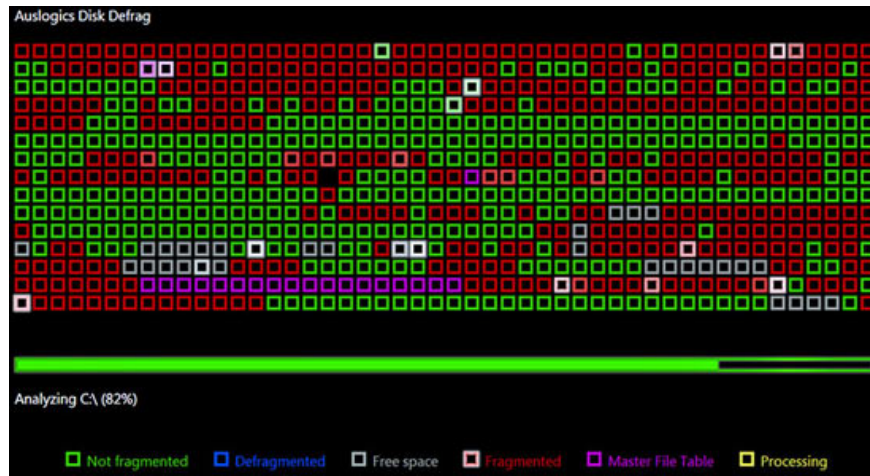 Auslogics Disk Defrag
Analyzing C:\ (82%)
Not fragmented Defragmented Free space Fragmented Master File Table Processing